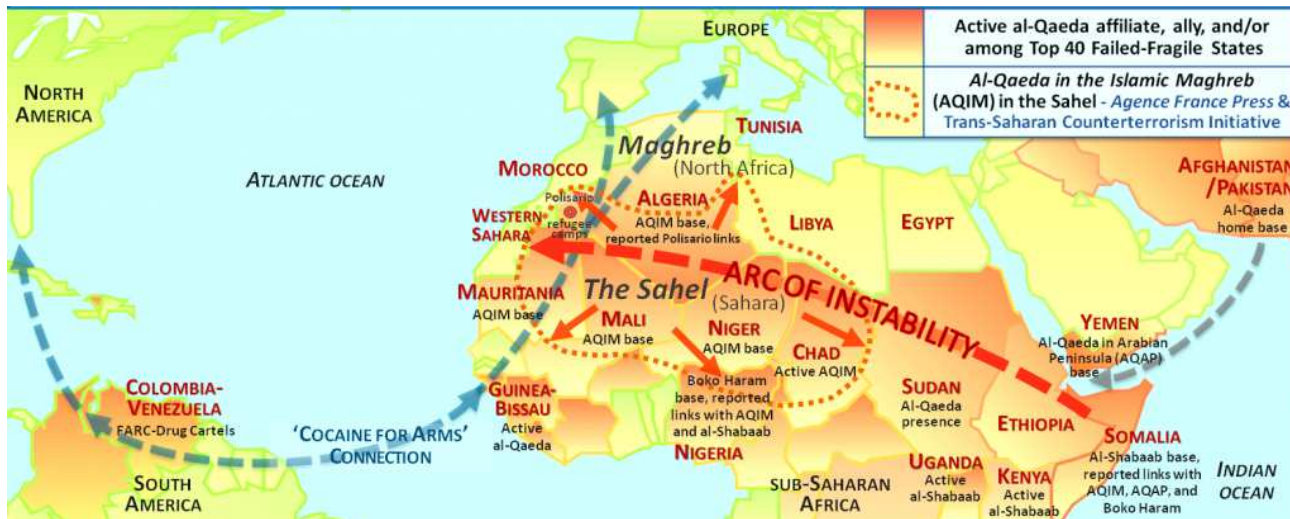 EUROPE
Active al-Qaeda affiliate, ally, and/or
among Top 40 Failed-Fragile States
Al-Qaeda in the Islamic Maghreb
(AQIM) in the Sahel - Agence France Press &
Trans-Saharan Counterterrorism Initiative
NORTH
AMERICA
ATLANTIC OCEAN
TUNISIA
Maghreb
(North Africa)
MOROCCO
Polisario
refugee
camps
WESTERN
SAHARA
ALGERIA
AQIM base,
reported Polisario links
LIBYA
EGYPT
AFGHANISTAN
/PAKISTAN
Al-Qaeda
home base
ARC OF INSTABILITY
The Sahel
(Sahara)
MAURITANIA
AQIM base
MALI
AQIM base
NIGER
AQIM base
CHAD
Active AQIM
YEMEN
Al-Qaeda in Arabian
Peninsula (AQAP)
base
COLOMBIA-
VENEZUELA
FARC-Drug Cartels
'COCAINE FOR ARMS'
CONNECTION
GUINEA-
BISSAU
Active
al-Qaeda
Boko Haram
base, reported
links with AQIM
and al-Shabaab
NIGERIA
SUDAN
Al-Qaeda
presence
ETHIOPIA
SOMALIA
Al-Shabaab base,
reported links with
AQIM, AQAP, and
Boko Haram
UGANDA
Active
al-Shabaab
KENYA
Active
al-Shabaab
SOUTH
AMERICA
SUB-SAHARAN
AFRICA
INDIAN
OCEAN